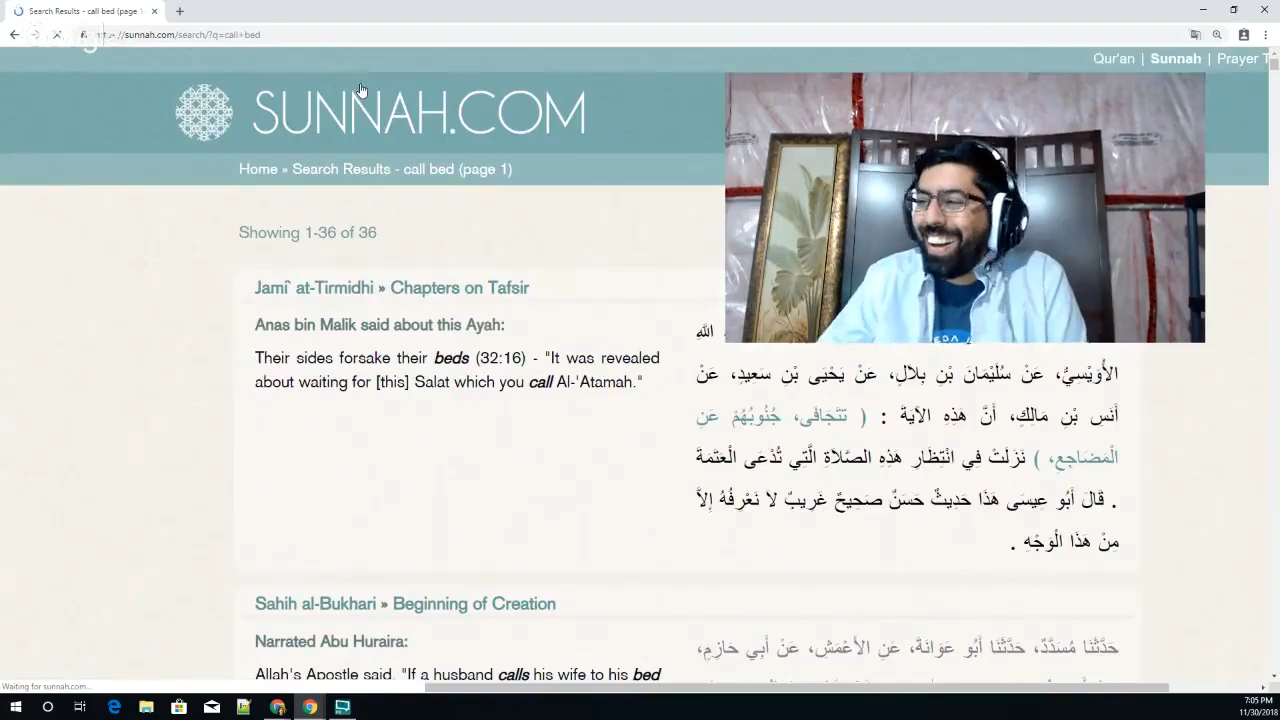 Search Results - call bed (page 1
https://sunnah.com/search/?q=call+bed
Qur'an | Sunnah | Prayer T
SUNNAH.COM
Home » Search Results - call bed (page 1)
Showing 1-36 of 36
Jami` at-Tirmidhi » Chapters on Tafsir
Anas bin Malik said about this Ayah:
Their sides forsake their beds (32:16) - "It was revealed
about waiting for [this] Salat which you call Al-'Atamah."
اللَّهِ
الأُوَيْسِيُّ، عَنْ سُلَيْمَانَ بْنِ بِلاَلٍ، عَنْ يَحْيَى بْنِ سَعِيدٍ، عَنْ
أَنَسِ بْنِ مَالِكٍ، أَنَّ هَذِهِ الآيَةَ : ( تتَجَافَى، جُنُوبُهُمْ عَنِ
الْمَضَاجِعِ، ) نَزَلَتْ فِي انْتِظَارِ هَذِهِ الصَّلاَةِ الَّتِي تُدْعَى الْعَتَمَةَ
. قَالَ أَبُو عِيسَى هَذَا حَدِيثٌ حَسَنٌ صَحِيحٌ غَرِيبٌ لاَ نَعْرِفُهُ إِلاَّ
مِنْ هَذَا الْوَجْهِ .
Sahih al-Bukhari » Beginning of Creation
Narrated Abu Huraira:
Allah's Apostle said, "If a husband calls his wife to his bed
حَدَّثَنَا مُسَدَّدٌ، حَدَّثَنَا أَبُو عَوَانَةَ، عَنِ الأَعْمَشِ، عَنْ أَبِي حَازِمٍ،
Waiting for sunnah.com...
7:05 PM
11/30/2018